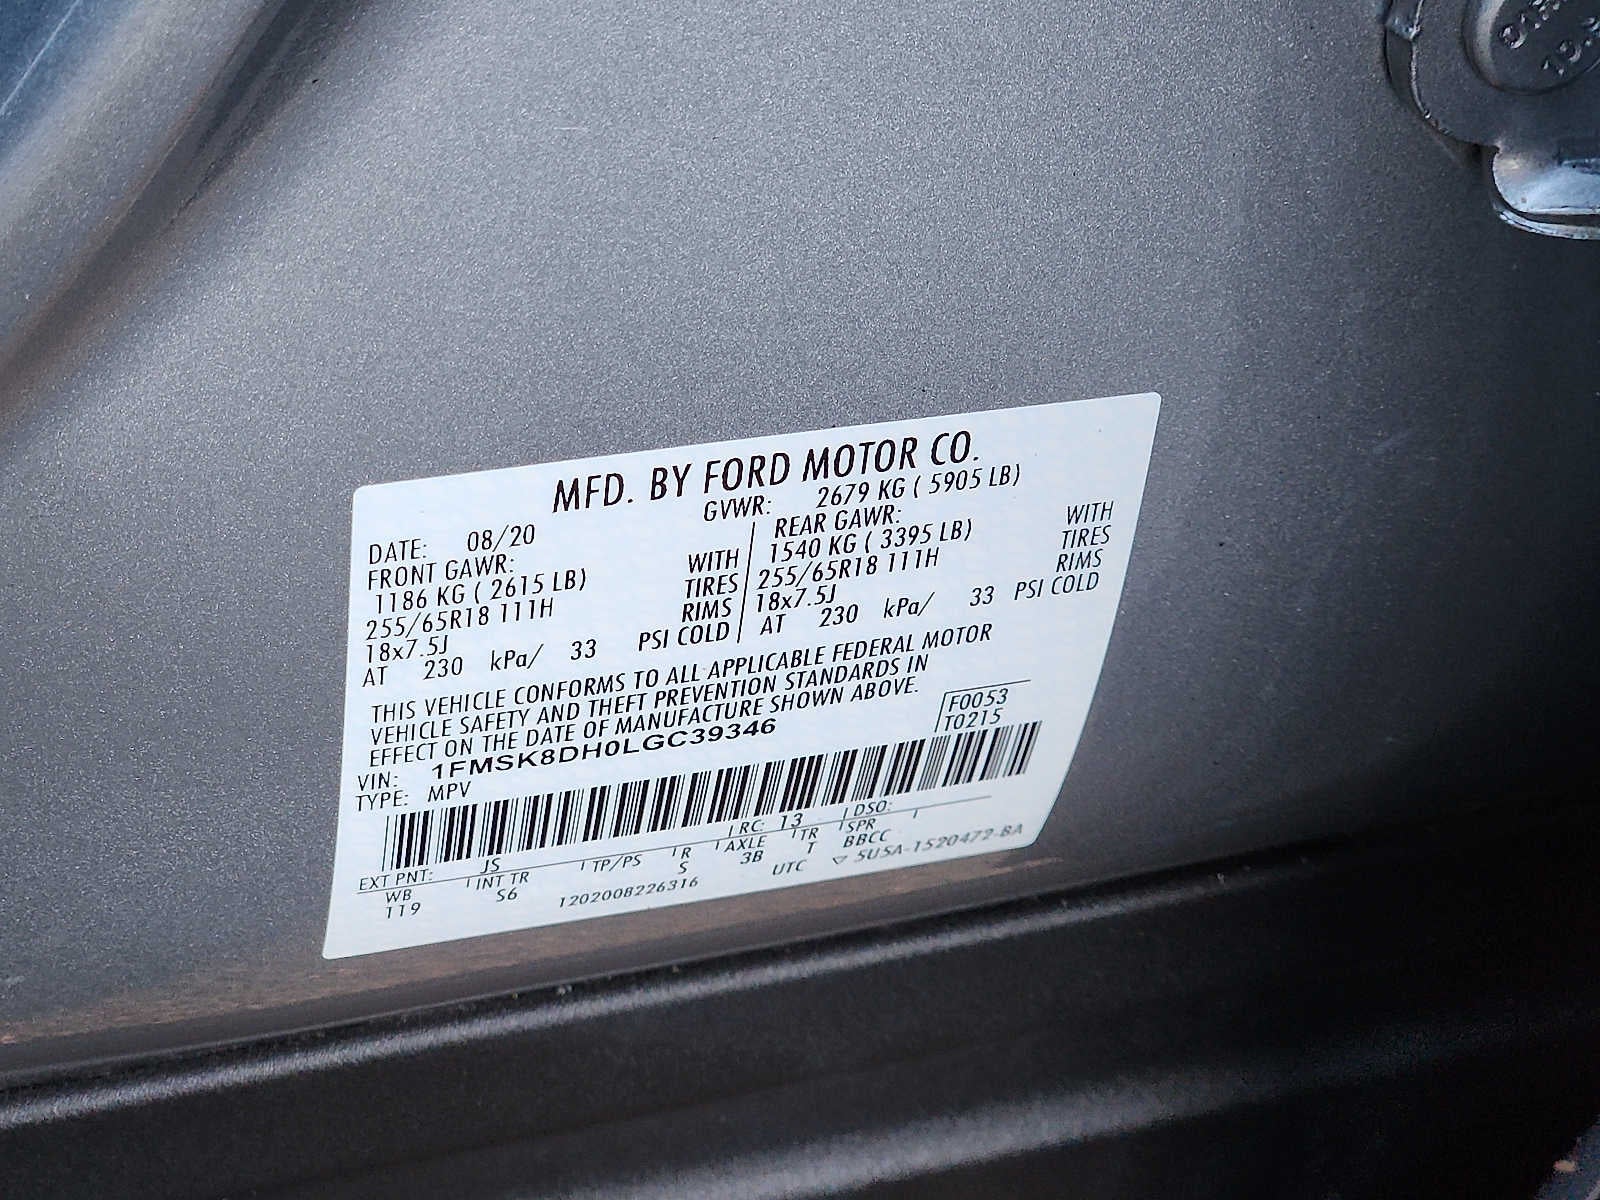 MFD. BY FORD MOTOR CO.
DATE: 08/20 GVWR: 2679 KG ( 5905 LB)
FRONT GAWR: REAR GAWR:
1186 KG ( 2615 LB) WITH 1540 KG ( 3395 LB) WITH
255/65R18 111H TIRES 255/65R18 111H TIRES
18x7.5J RIMS 18x7.5J RIMS
AT 230 kPa/ 33 PSI COLD AT 230 kPa/ 33 PSI COLD
THIS VEHICLE CONFORMS TO ALL APPLICABLE FEDERAL MOTOR
VEHICLE SAFETY AND THEFT PREVENTION STANDARDS IN
EFFECT ON THE DATE OF MANUFACTURE SHOWN ABOVE.
F0053
T0215
VIN: 1FMSK8DH0LGC39346
TYPE: MPV
EXT PNT: JS RC: 13 DSO:
WB INT TR TP/PS R AXLE TR SPR
119 S6 S 3B T BBCC
1202008226316 UTC 5U5A-1520472-BA